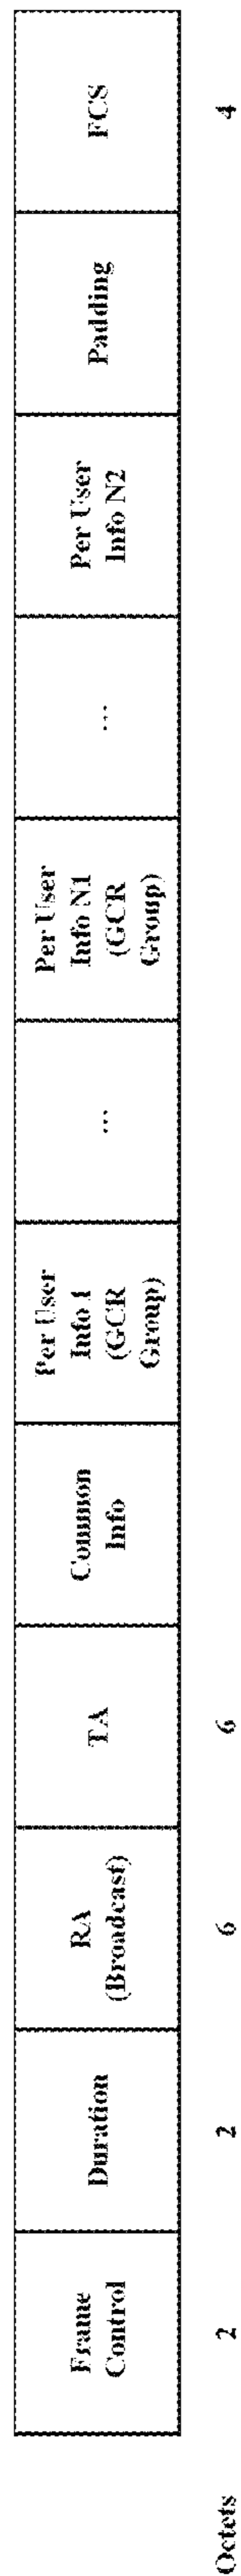 Frame
Control
Duration
RA
(Broadcast)
TA
Common
Info
Per User
Info 1
(GCR
Group)
...
Per User
Info N1
(GCR
Group)
...
Per User
Info N2
Padding
FCS
Octets 2 2 6 6 4